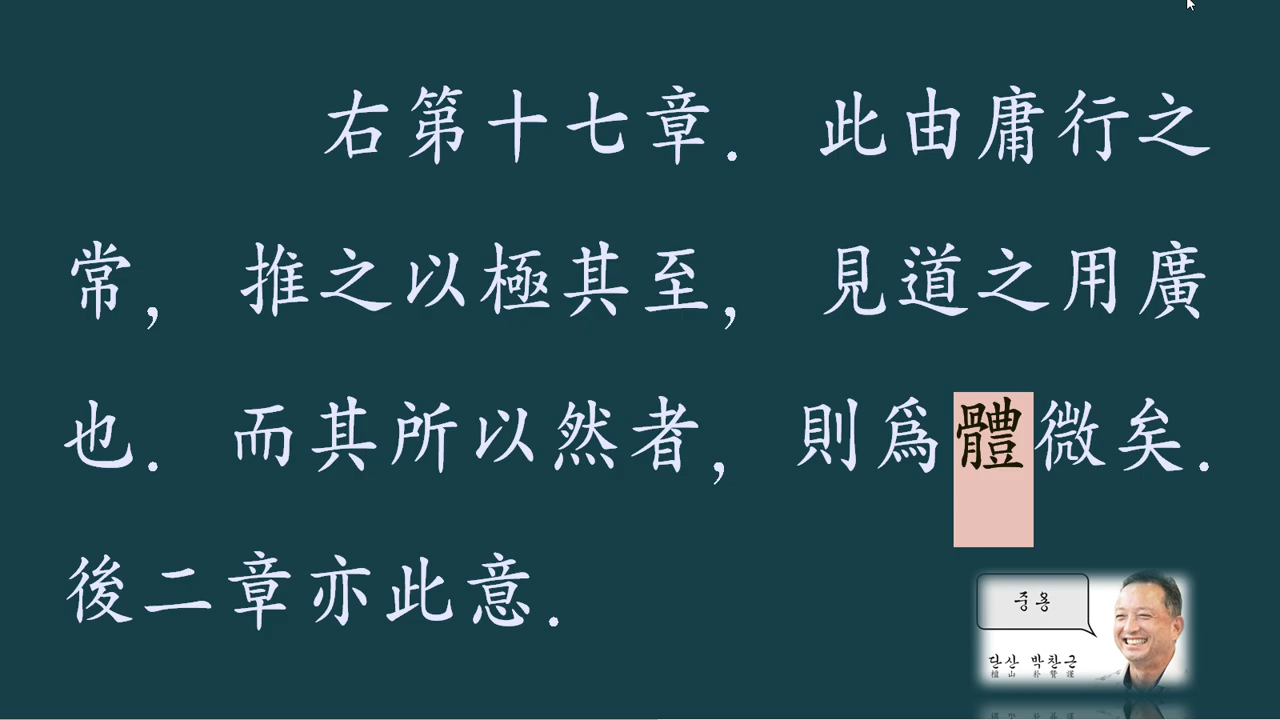 右第十七章. 此由庸行之
常, 推之以極其至, 見道之用廣
也. 而其所以然者, 則爲體微矣.
後二章亦此意.
중용
단산 박찬근